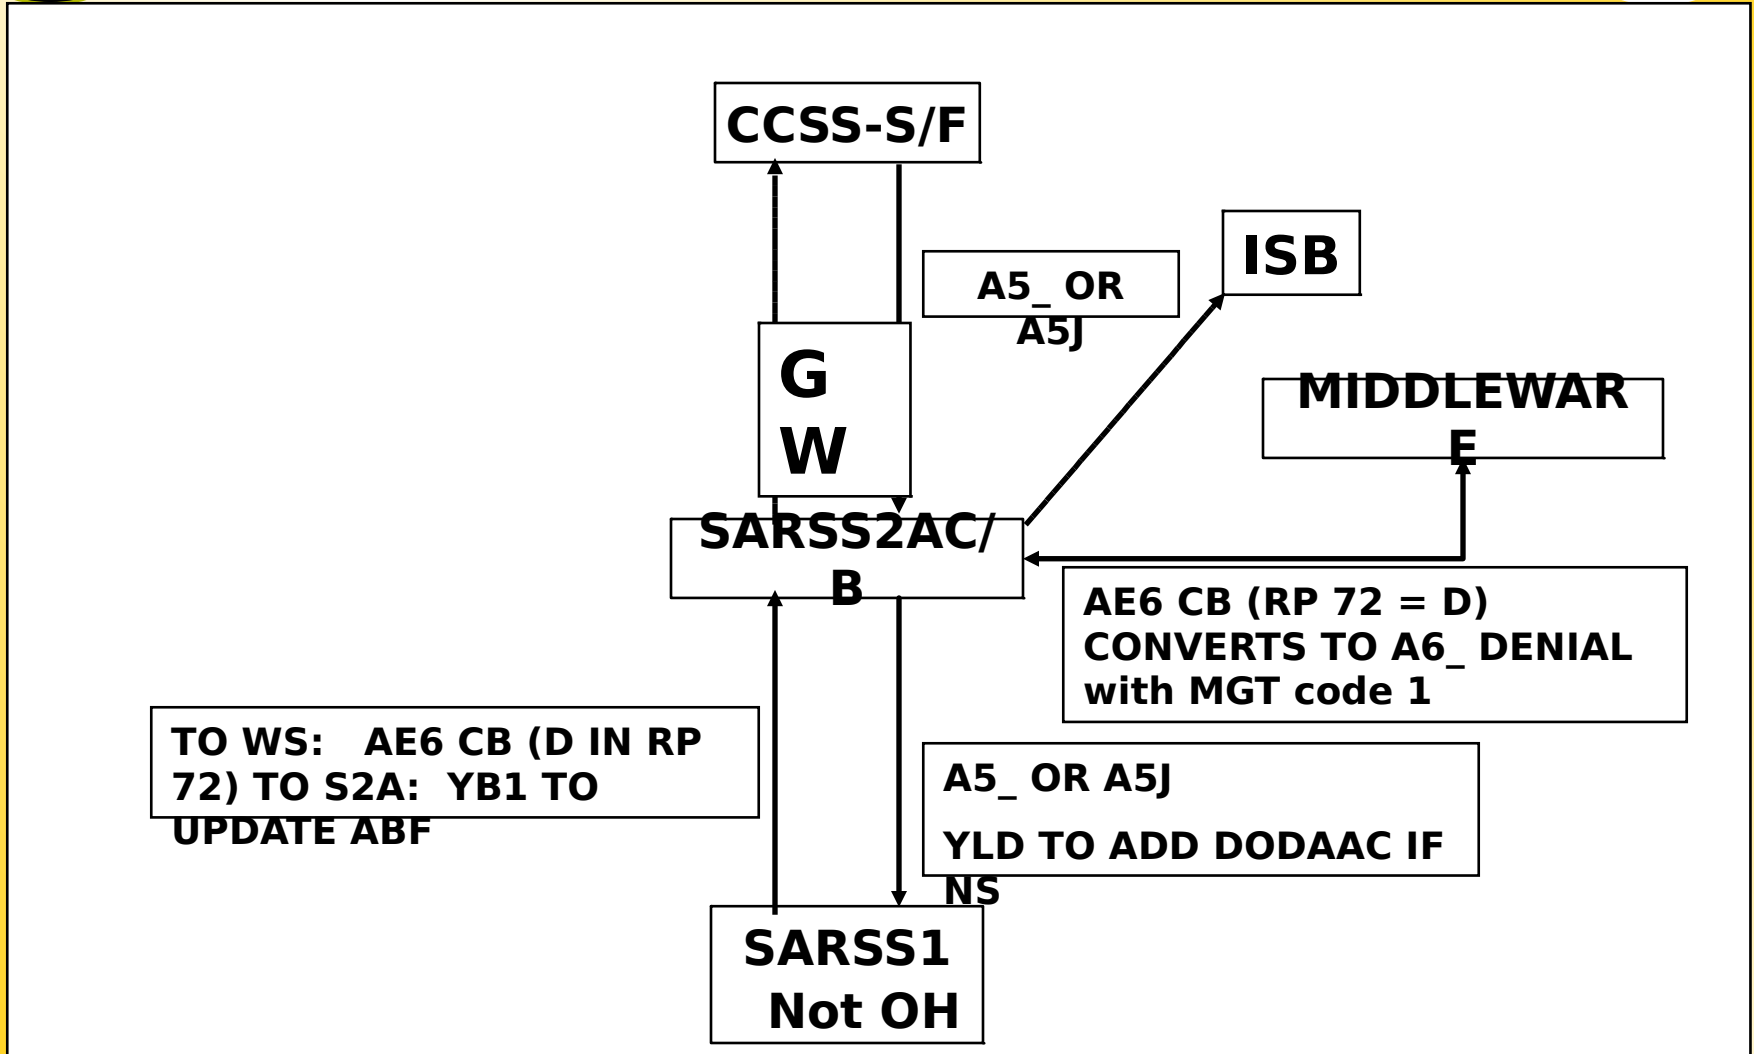 CCSS-S/F
ISB
A5_ OR
A5J
G
W
MIDDLEWAR
E
SARSS2AC/
B
AE6 CB (RP 72 = D)
CONVERTS TO A6_ DENIAL
with MGT code 1
TO WS:   AE6 CB (D IN RP
72) TO S2A:  YB1 TO
UPDATE ABF
A5_ OR A5J
YLD TO ADD DODAAC IF
NS
SARSS1
Not OH